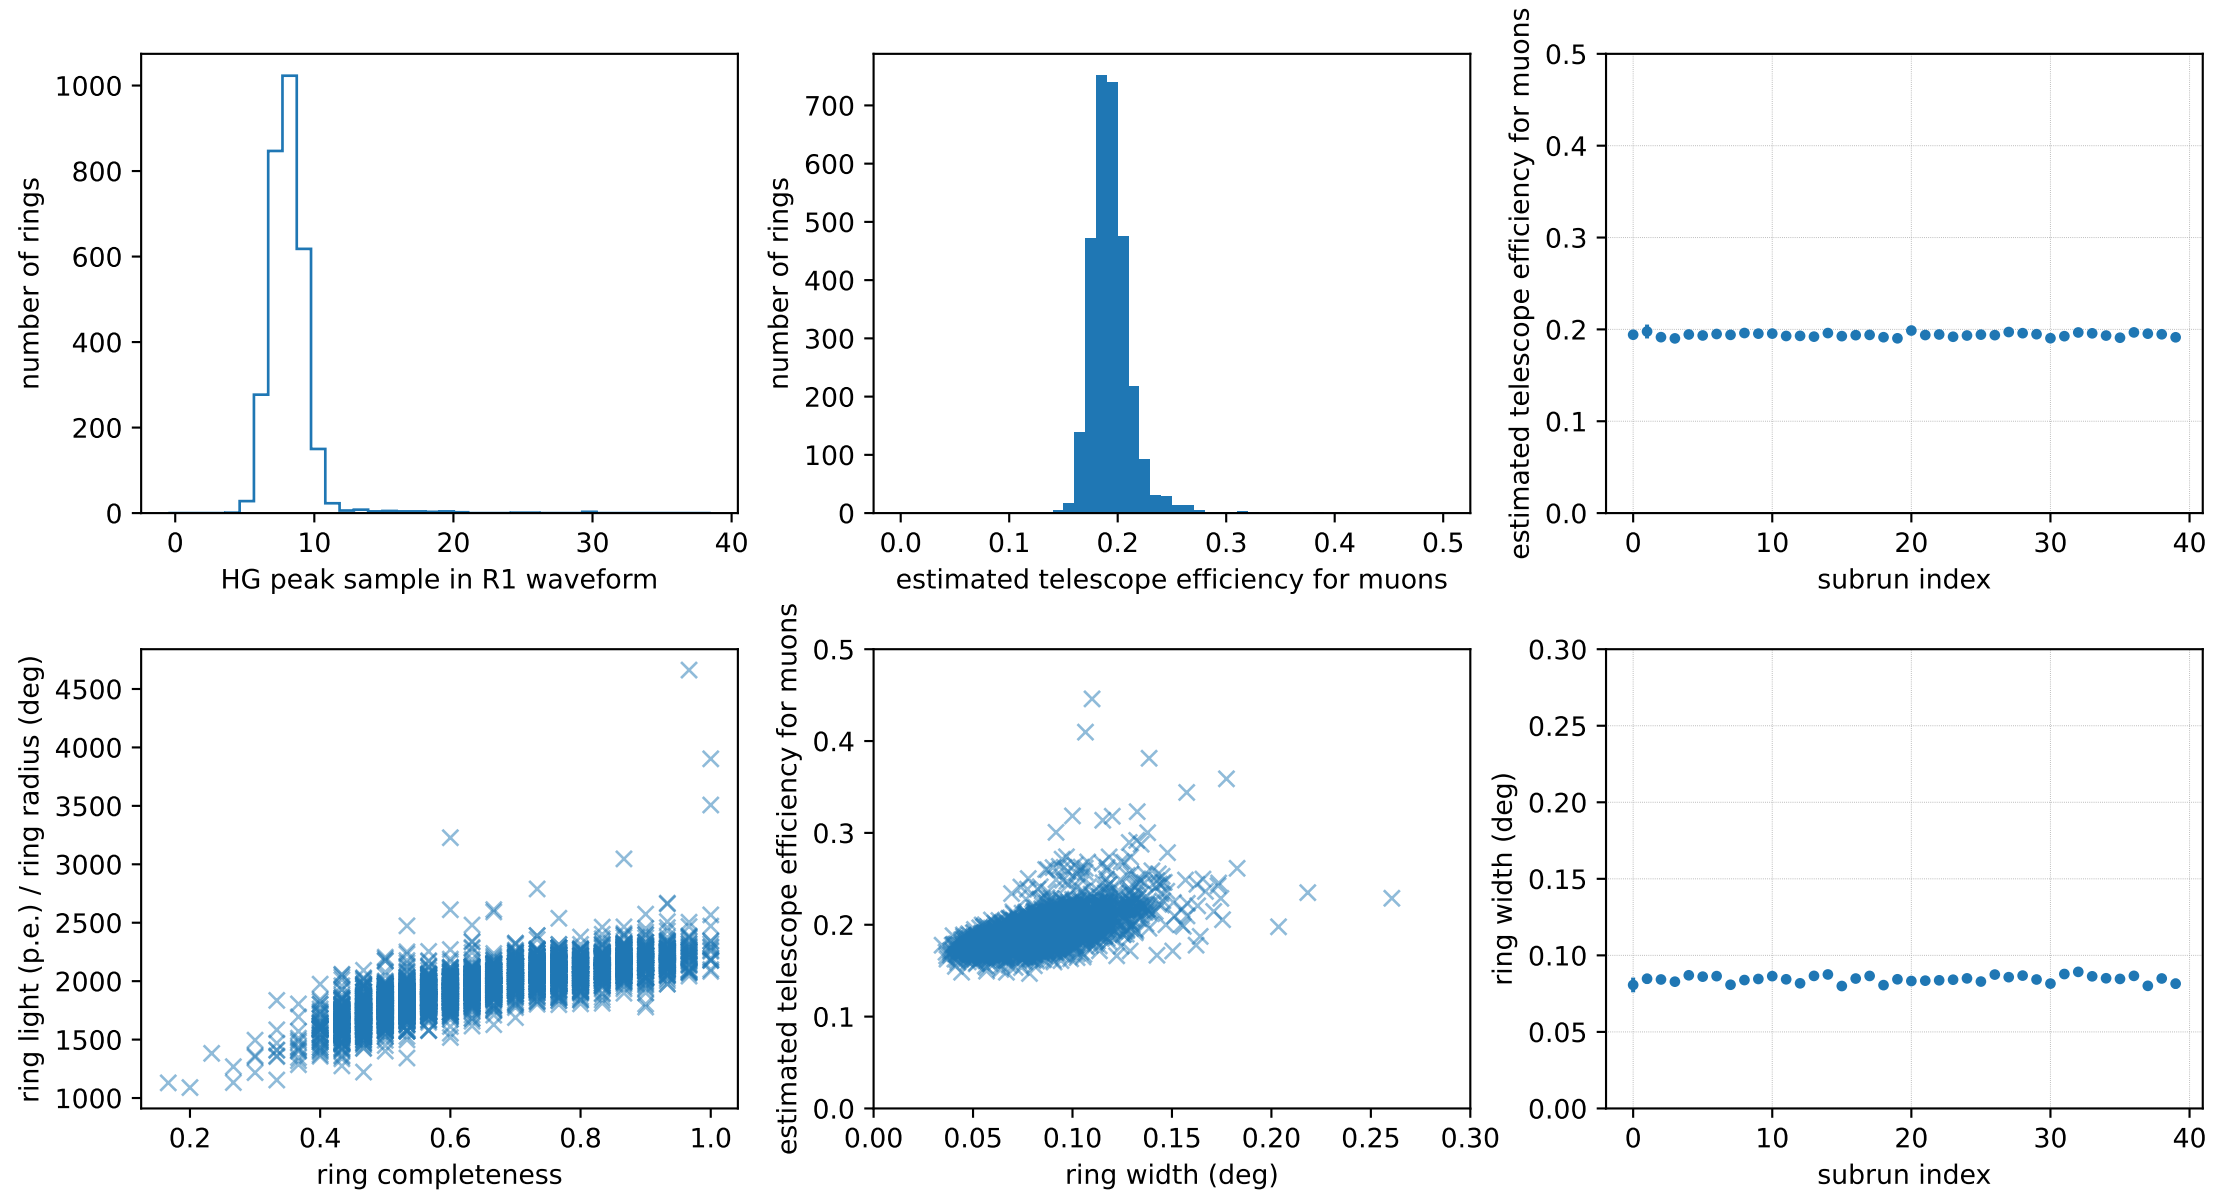 number of rings
1000
800
600
400
200
0
0 10 20 30 40
HG peak sample in R1 waveform
number of rings
700
600
500
400
300
200
100
0
0.0 0.1 0.2 0.3 0.4 0.5
estimated telescope efficiency for muons
estimated telescope efficiency for muons
0.5
0.4
0.3
0.2
0.1
0.0
0 10 20 30 40
subrun index
ring light (p.e.) / ring radius (deg)
4500
4000
3500
3000
2500
2000
1500
1000
0.2 0.4 0.6 0.8 1.0
ring completeness
estimated telescope efficiency for muons
0.5
0.4
0.3
0.2
0.1
0.0
0.00 0.05 0.10 0.15 0.20 0.25 0.30
ring width (deg)
ring width (deg)
0.30
0.25
0.20
0.15
0.10
0.05
0.00
0 10 20 30 40
subrun index